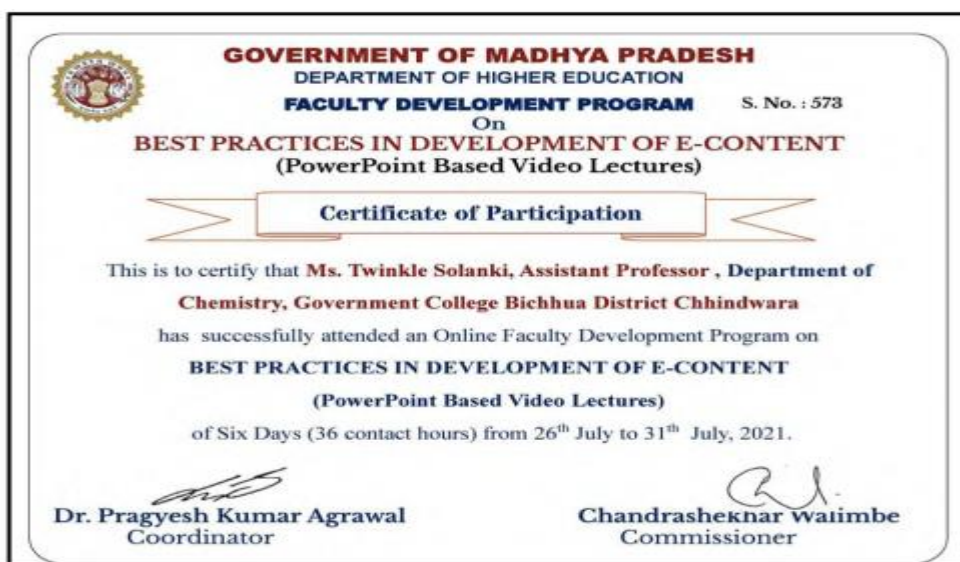 GOVERNMENT OF MADHYA PRADESH
DEPARTMENT OF HIGHER EDUCATION
FACULTY DEVELOPMENT PROGRAM S. No. : 573
On
BEST PRACTICES IN DEVELOPMENT OF E-CONTENT
(PowerPoint Based Video Lectures)
Certificate of Participation
This is to certify that Ms. Twinkle Solanki, Assistant Professor , Department of
Chemistry, Government College Bichhua District Chhindwara
has successfully attended an Online Faculty Development Program on
BEST PRACTICES IN DEVELOPMENT OF E-CONTENT
(PowerPoint Based Video Lectures)
of Six Days (36 contact hours) from 26th July to 31th July, 2021.
Dr. Pragyesh Kumar Agrawal Chandrashekhar Walimbe
Coordinator Commissioner